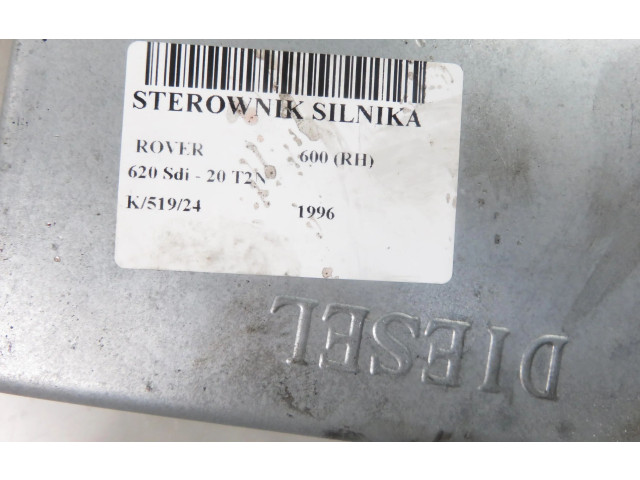 STEROWNIK SILNIKA
ROVER 600 (RH)
620 Sdi - 20 T2N
K/519/24 1996
DIESEL